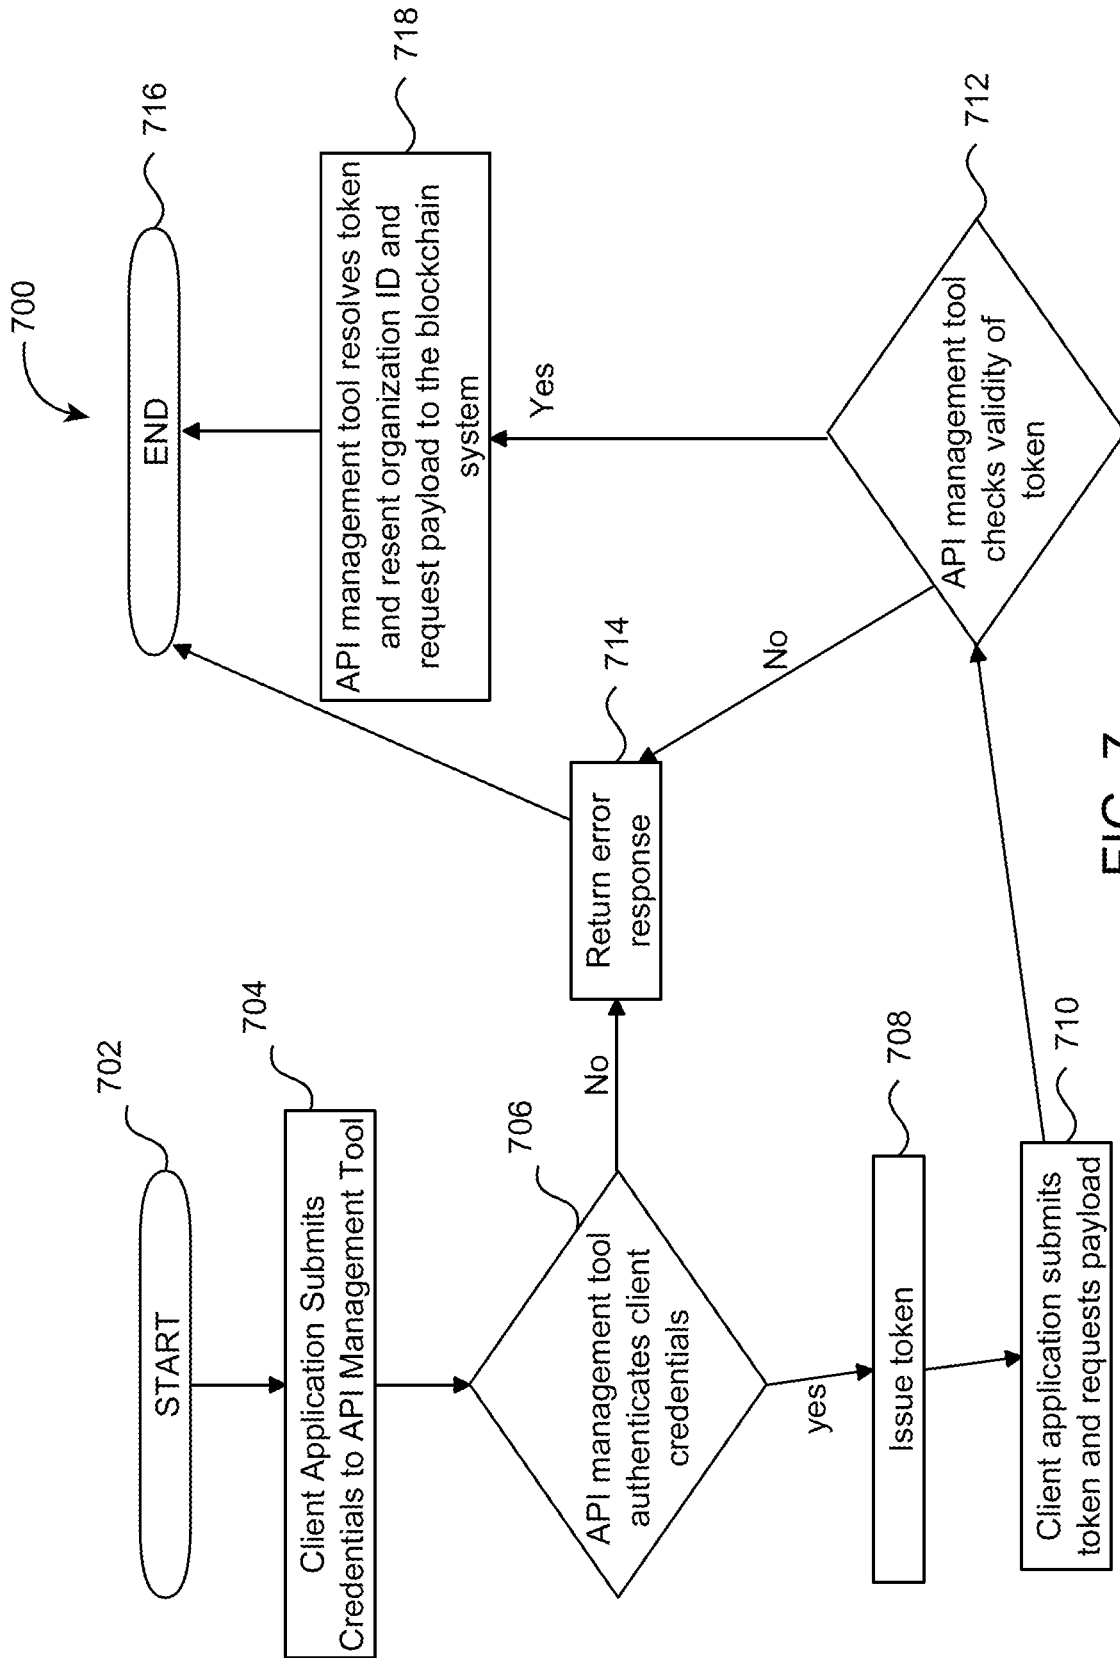 700
START
702
Client Application Submits
Credentials to API Management Tool
704
API management tool
authenticates client
credentials
706
No
yes
Issue token
708
Client application submits
token and requests payload
710
Return error
response
714
No
API management tool
checks validity of
token
712
Yes
API management tool resolves token
and resent organization ID and
request payload to the blockchain
system
718
END
716
FIG. 7